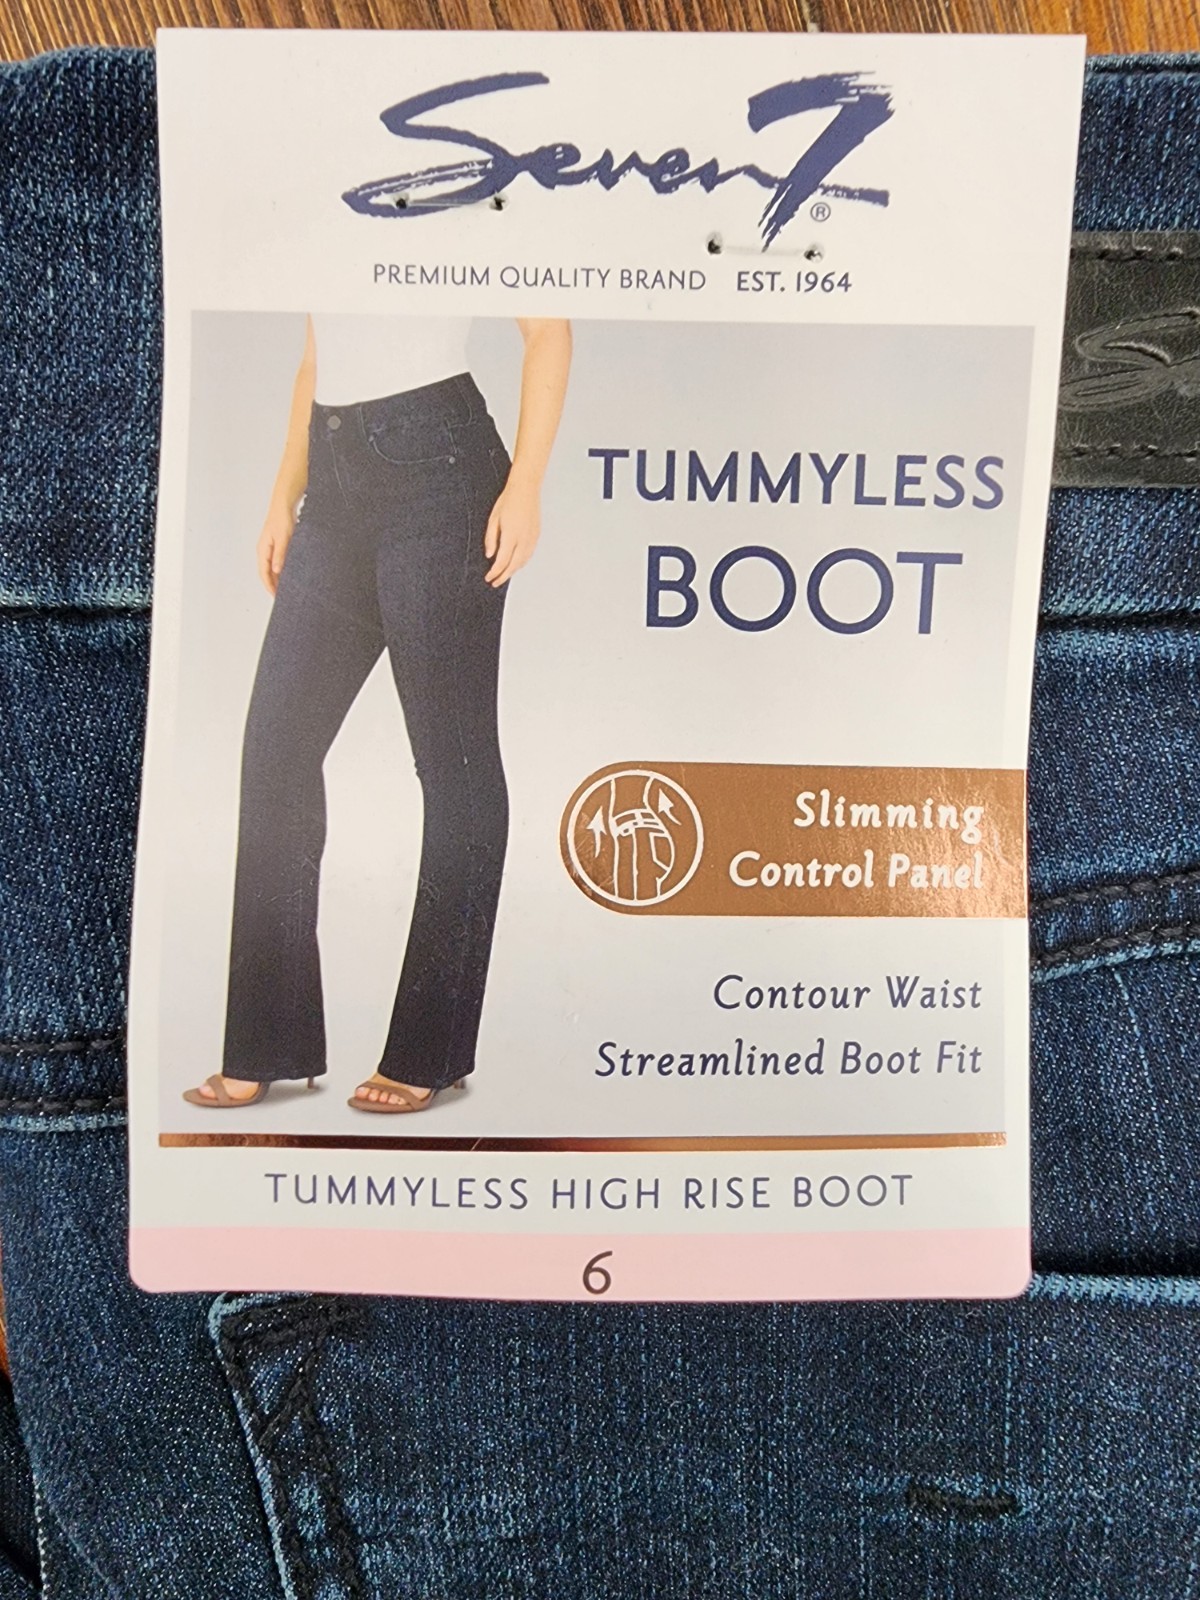 Seven7®
PREMIUM QUALITY BRAND EST. 1964
TUMMYLESS
BOOT
Slimming
Control Panel
Contour Waist
Streamlined Boot Fit
TUMMYLESS HIGH RISE BOOT
6